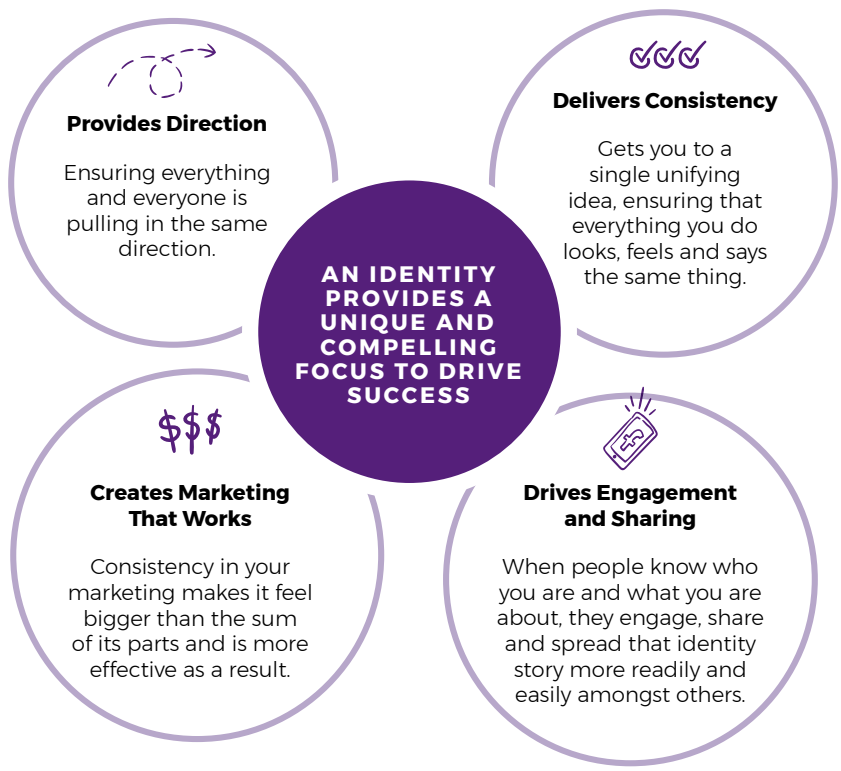 Provides Direction
Ensuring everything
and everyone is
pulling in the same
direction.
Delivers Consistency
Gets you to a
single unifying
idea, ensuring that
everything you do
looks, feels and says
the same thing.
AN IDENTITY
PROVIDES A
UNIQUE AND
COMPELLING
FOCUS TO DRIVE
SUCCESS
$$$
Creates Marketing
That Works
Consistency in your
marketing makes it feel
bigger than the sum
of its parts and is more
effective as a result.
f
Drives Engagement
and Sharing
When people know who
you are and what you are
about, they engage, share
and spread that identity
story more readily and
easily amongst others.